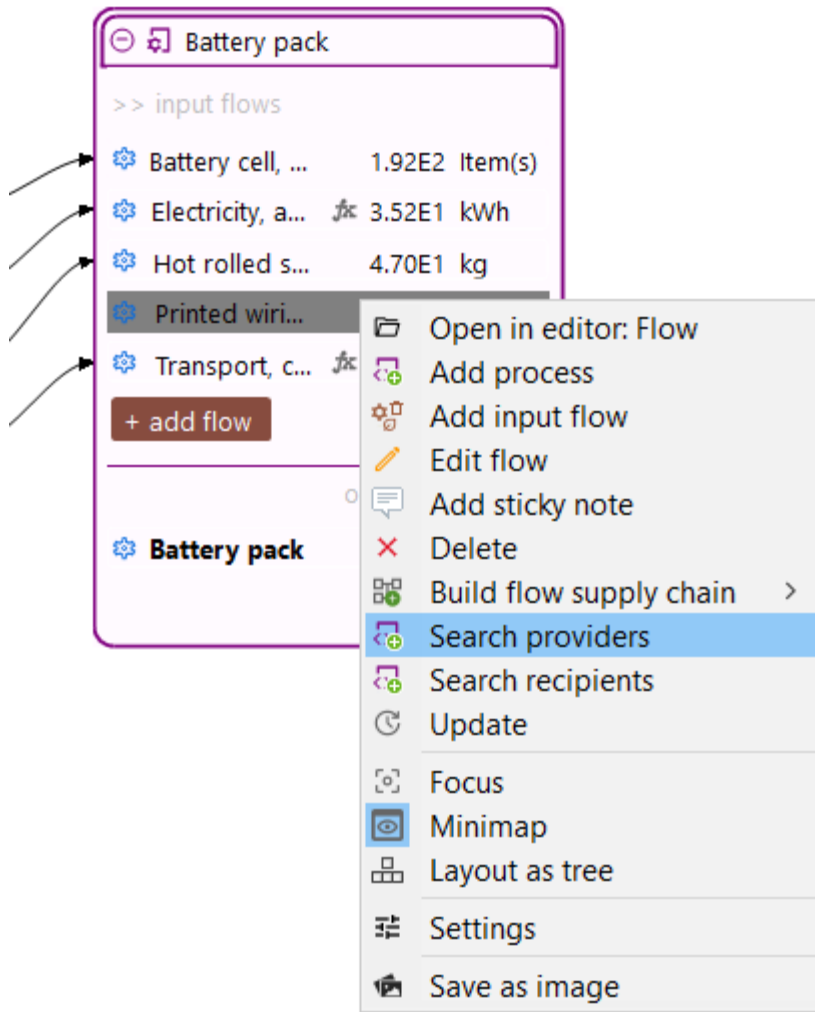 Battery pack
>> input flows
Battery cell, ... 1.92E2 Item(s)
Electricity, a... fx 3.52E1 kWh
Hot rolled s... 4.70E1 kg
Printed wiri...
Transport, c... fx
+ add flow
o
Battery pack
Open in editor: Flow
Add process
Add input flow
Edit flow
Add sticky note
Delete
Build flow supply chain >
Search providers
Search recipients
Update
Focus
Minimap
Layout as tree
Settings
Save as image